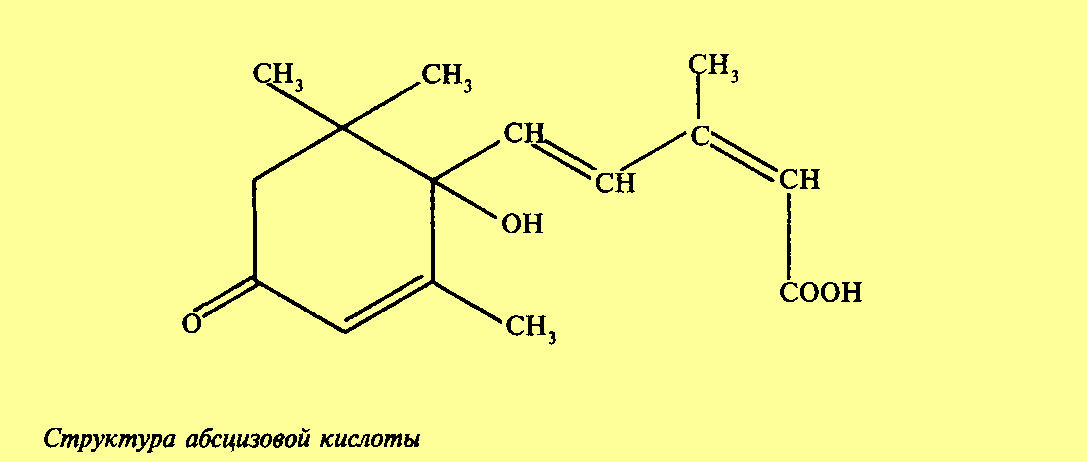 CH₃ CH₃ CH₃
CH C
CH CH
OH
O CH₃ COOH
Структура абсцизовой кислоты